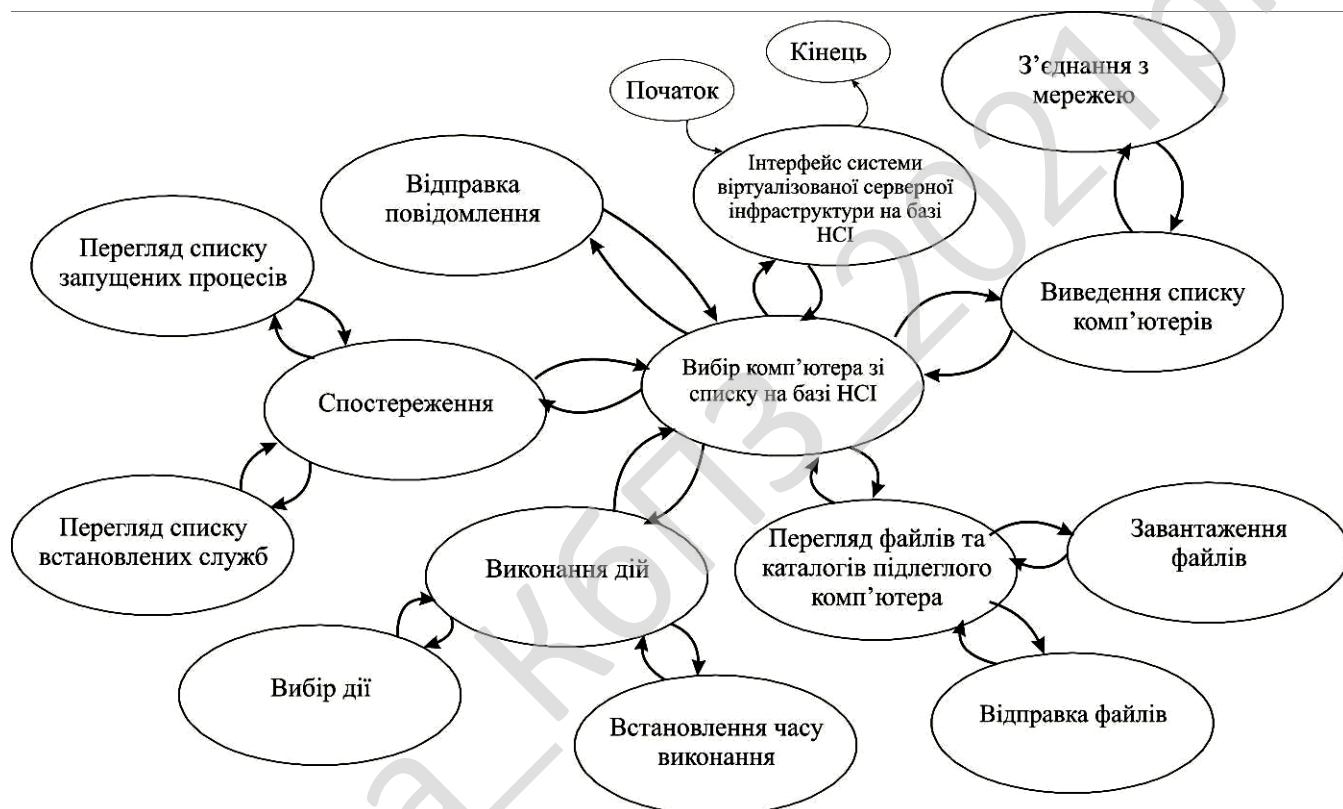 Кінець
Початок
З’єднання з
мережею
Інтерфейс системи
віртуалізованої серверної
інфраструктури на базі
НСІ
Відправка
повідомлення
Перегляд списку
запущених процесів
Виведення списку
комп’ютерів
Вибір комп’ютера зі
списку на базі НСІ
Спостереження
Перегляд списку
встановлених служб
Виконання дій
Перегляд файлів та
каталогів підлеглого
комп’ютера
Завантаження
файлів
Вибір дії
Встановлення часу
виконання
Відправка файлів
а_КбПЗ_2021р